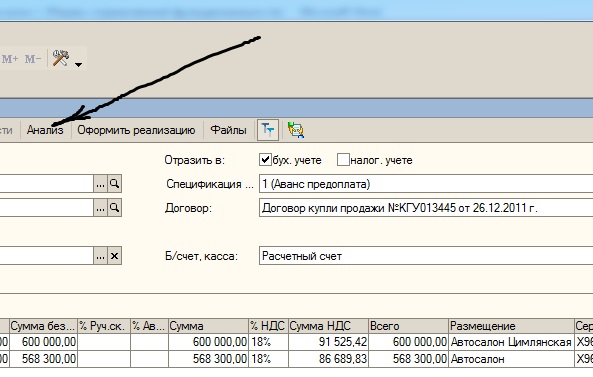 M+ M-
сти Анализ Оформить реализацию Файлы
Отразить в: бух. учете налог. учете
Спецификация ... 1 (Аванс предоплата)
Договор: Договор купли продажи №КГУ013445 от 26.12.2011 г.
Б/счет, касса: Расчетный счет
Сумма без... % Руч.ск. % Ав... Сумма % НДС Сумма НДС Всего Размещение Сер
00 600 000,00 600 000,00 18% 91 525,42 600 000,00 Автосалон Цимлянская X96
00 568 300,00 568 300,00 18% 86 689,83 568 300,00 Автосалон X96